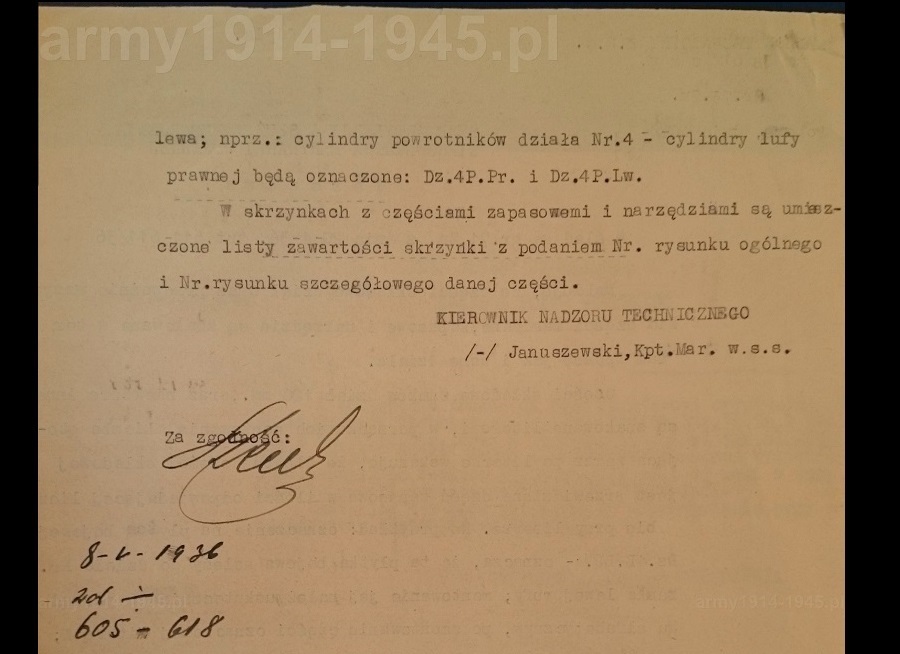 army1914-1945.pl
lewa; nprz.: cylindry powrotników działa Nr.4 - cylindry lufy
prawnej będą oznaczone: Dz.4P.Pr. i Dz.4P.Lw.
W skrzynkach z częściami zapasowemi i narzędziami są umiesz-
czone listy zawartości skrzynki z podaniem Nr. rysunku ogólnego
i Nr.rysunku szczegółowego danej części.
KIEROWNIK NADZORU TECHNICZNEGO
/-/ Januszewski,Kpt.Mar. w.s.s.
Za zgodność:
8-V-1936
605 - 618
army1914-1945.pl